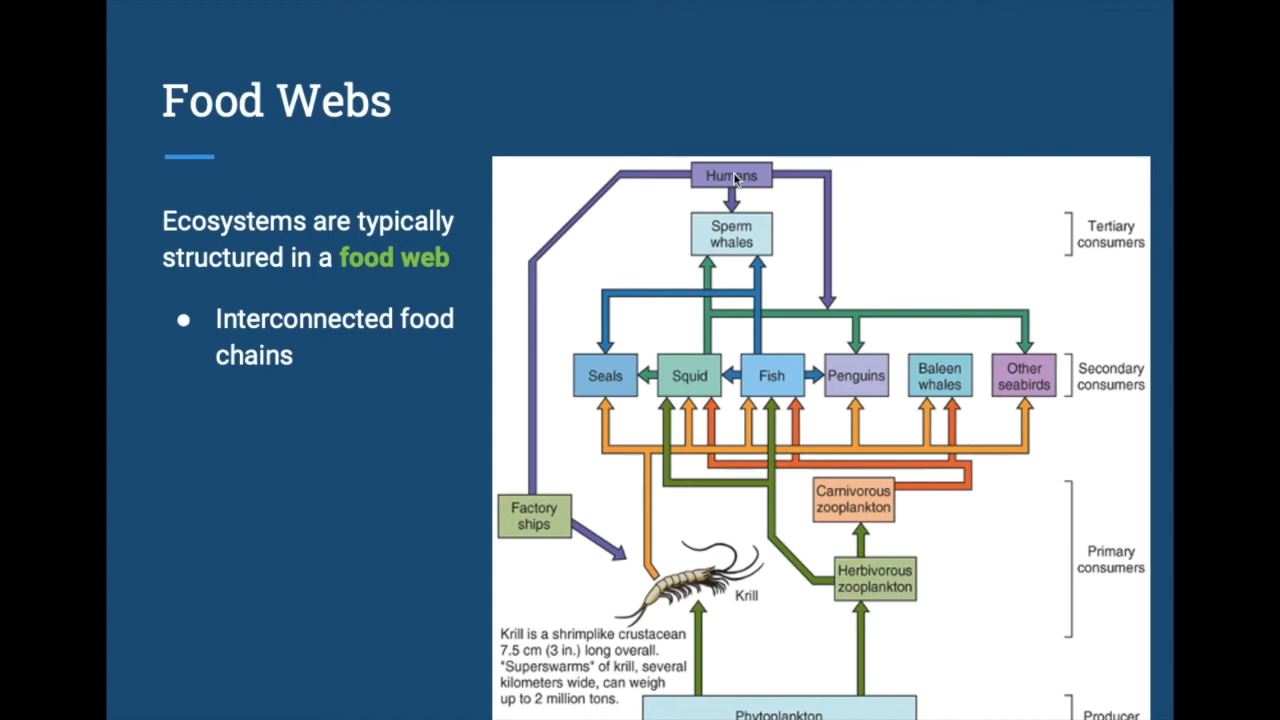 Food Webs
Ecosystems are typically
structured in a food web
● Interconnected food
chains
Humans
Sperm
whales
Tertiary
consumers
Seals
Squid
Fish
Penguins
Baleen
whales
Other
seabirds
Secondary
consumers
Factory
ships
Carnivorous
zooplankton
Herbivorous
zooplankton
Primary
consumers
Krill
Krill is a shrimplike crustacean
7.5 cm (3 in.) long overall.
"Superswarms" of krill, several
kilometers wide, can weigh
up to 2 million tons.
Phytoplankton
Producer